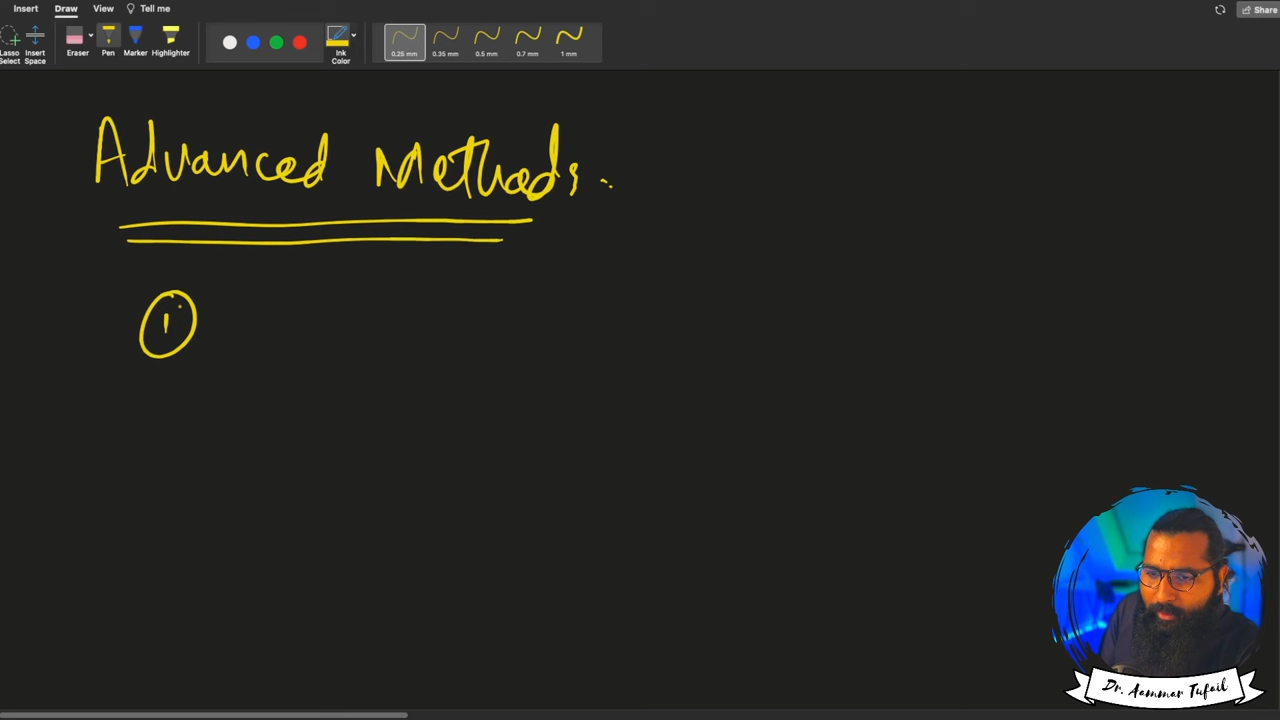 Insert Draw View Tell me Share
Lasso Select Insert Space Eraser Pen Marker Highlighter Ink Color 0.25 mm 0.35 mm 0.5 mm 0.7 mm 1 mm
Advanced Methods.
1
Dr. Aammar Tufail